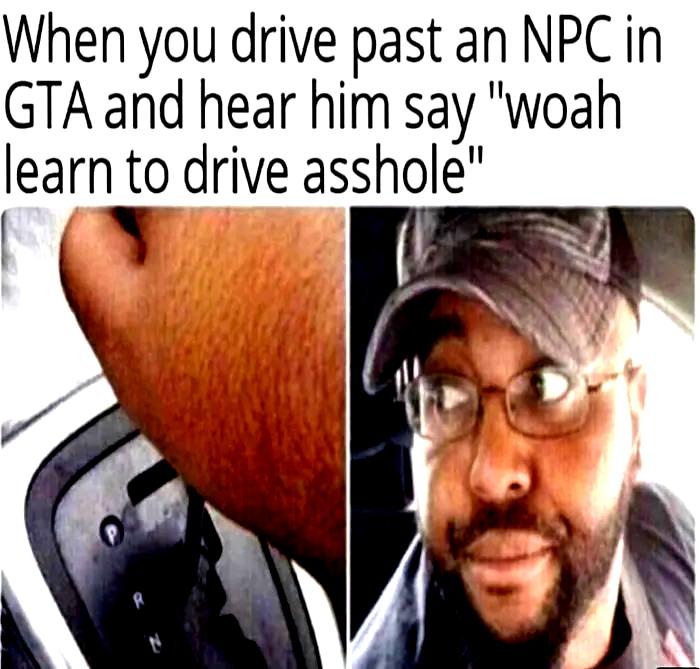 When you drive past an NPC in
GTA and hear him say "woah
learn to drive asshole"
P
R
N